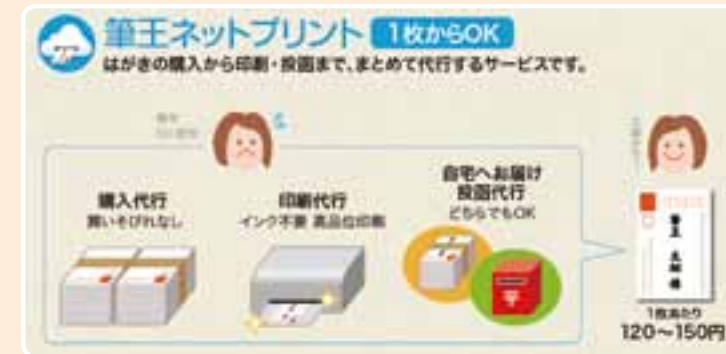 筆王ネットプリント 1枚からOK
はがきの購入から印刷・投函まで、まとめて代行するサービスです。
購入代行
買いそびれなし
印刷代行
インク不要 高品位印刷
自宅へお届け
投函代行
どちらでもOK
筆王 太郎 様
1枚あたり
120～150円